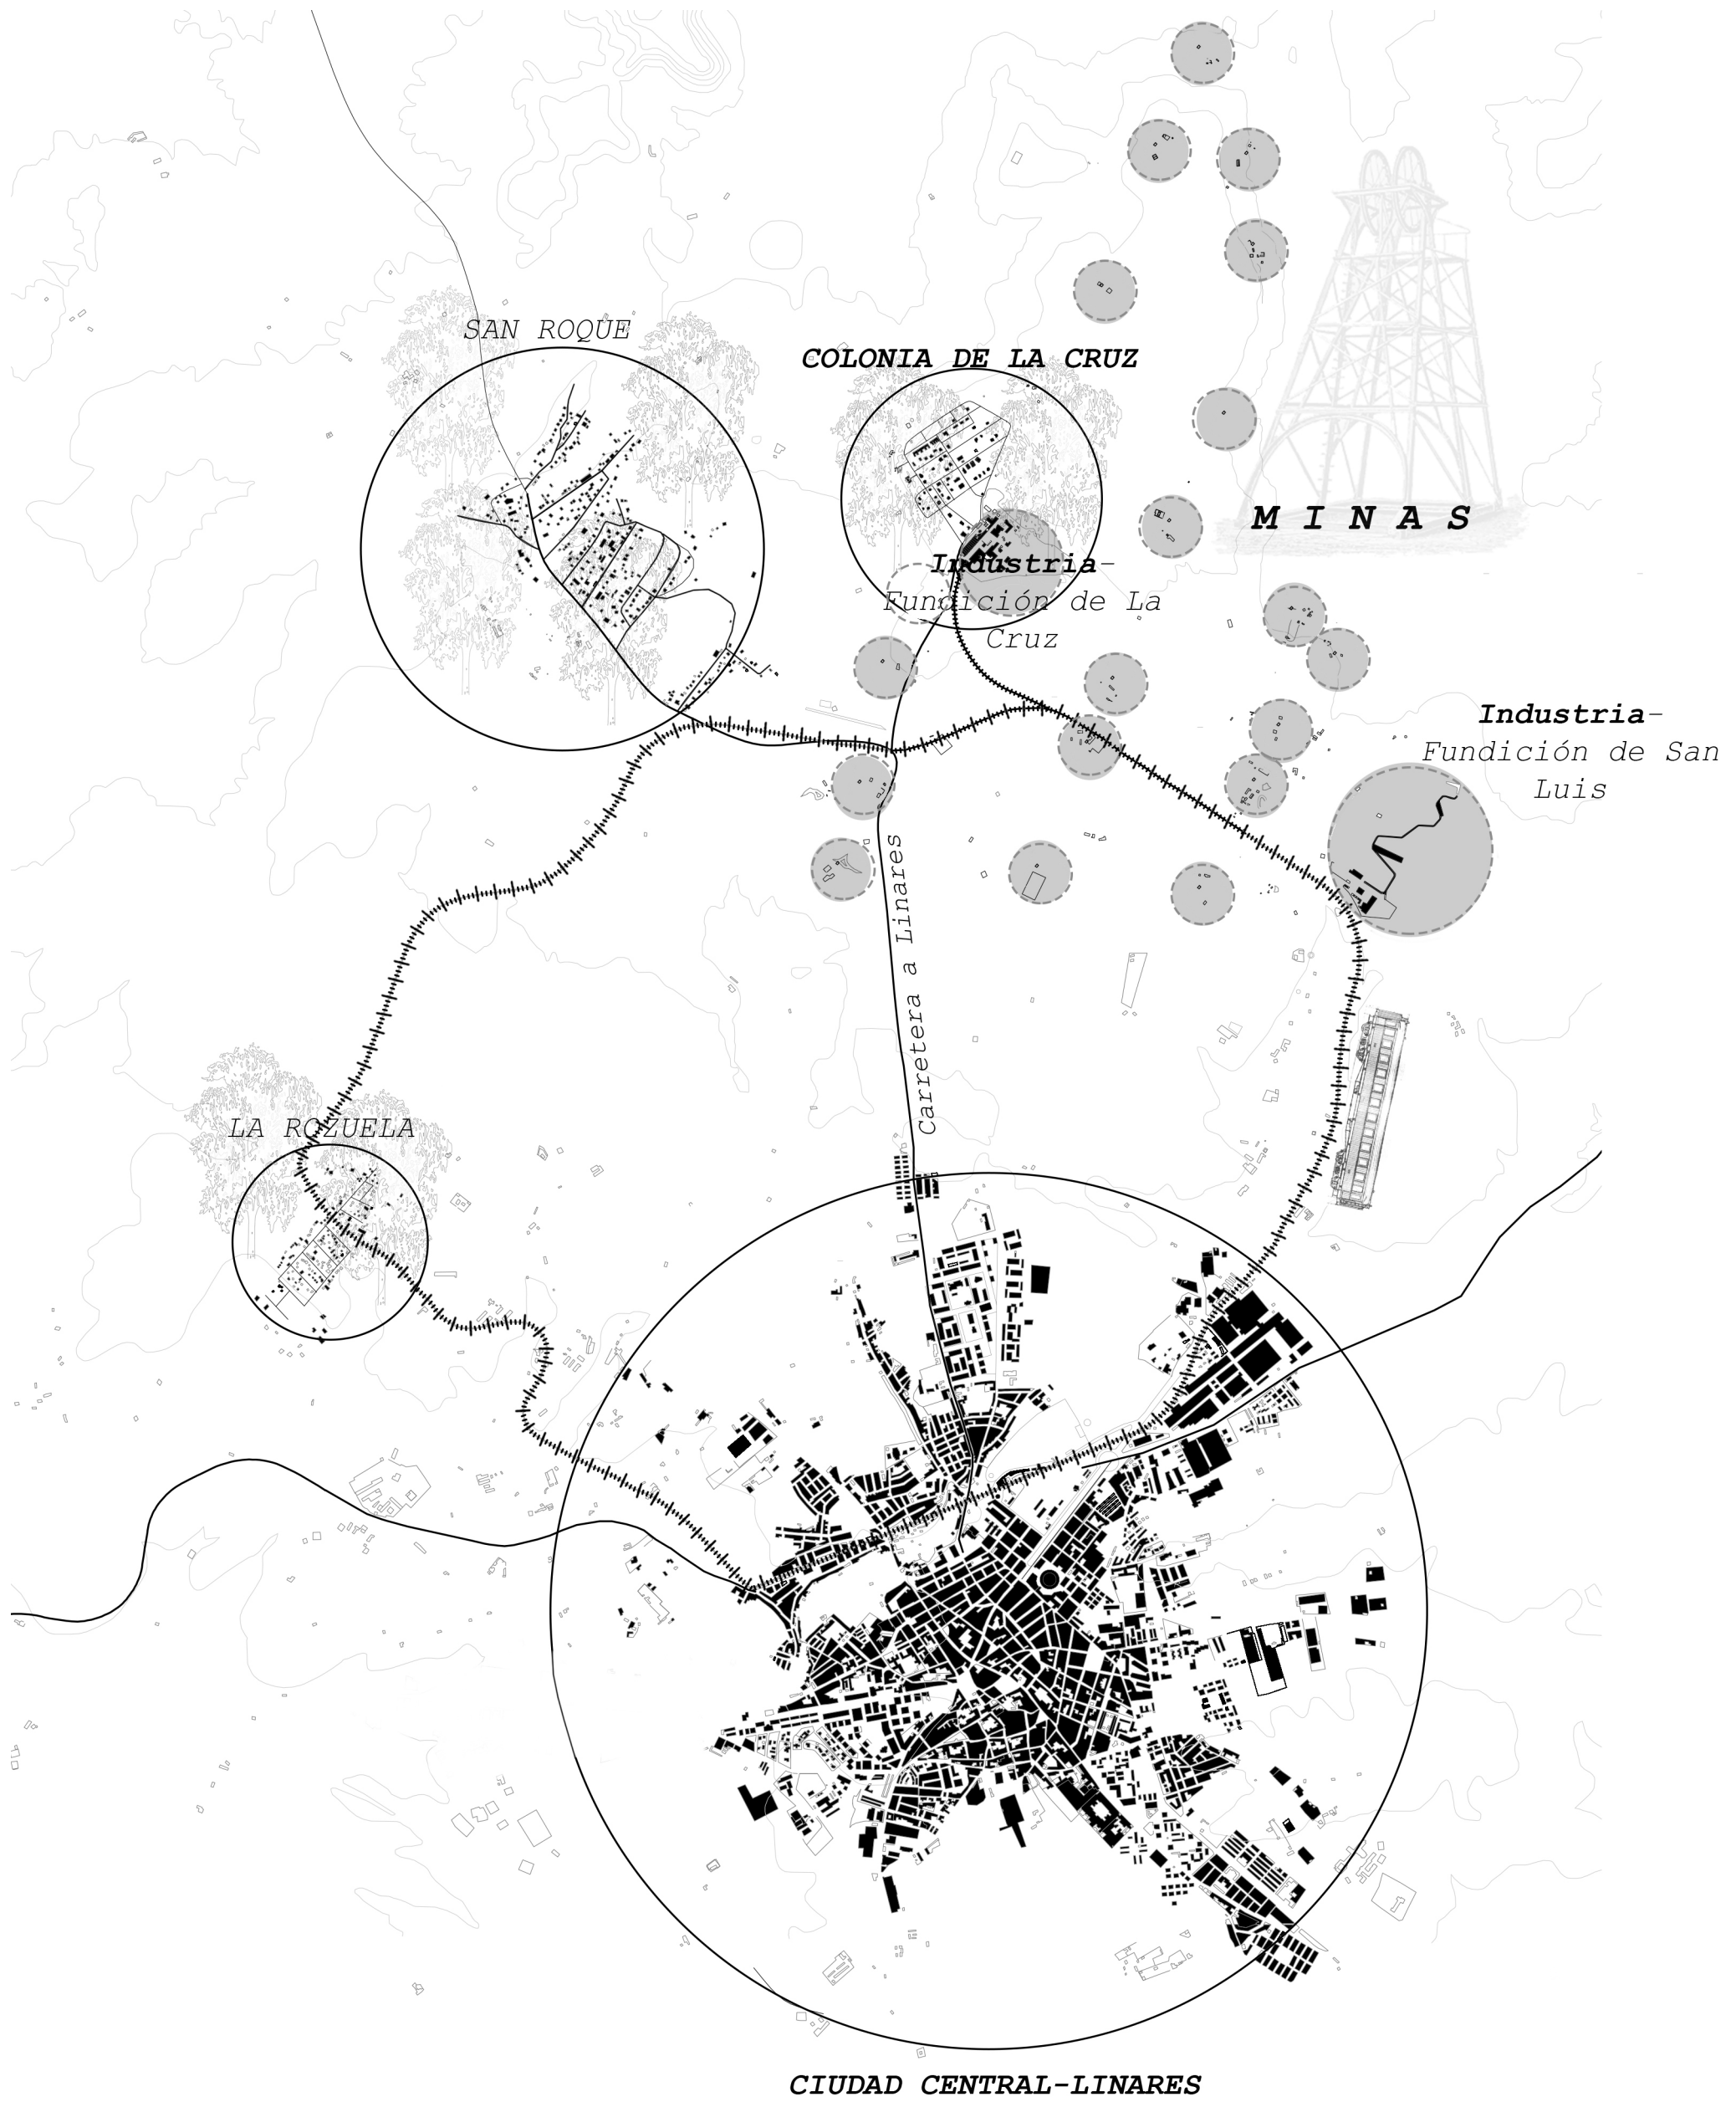 SAN ROQUE
COLONIA DE LA CRUZ
M I N A S
Industria-
Fundición de La
Cruz
Industria-
Fundición de San
Luis
Carretera a Linares
LA ROZUELA
CIUDAD CENTRAL-LINARES